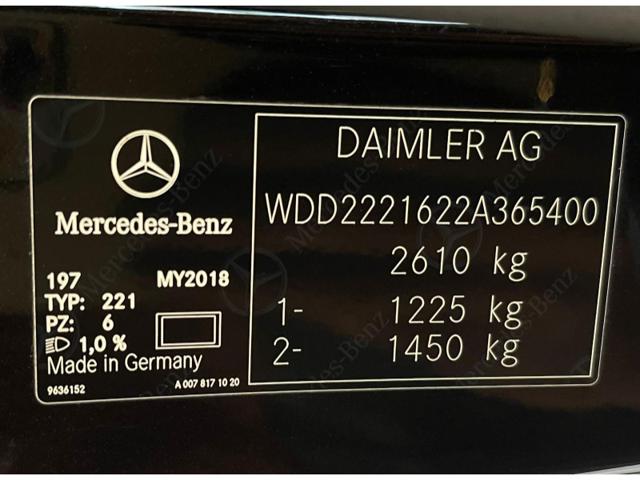 Mercedes-Benz
197 MY2018
TYP: 221
PZ: 6
1,0 %
Made in Germany
9636152 A 007 817 10 20
DAIMLER AG
WDD2221622A365400
2610 kg
1- 1225 kg
2- 1450 kg